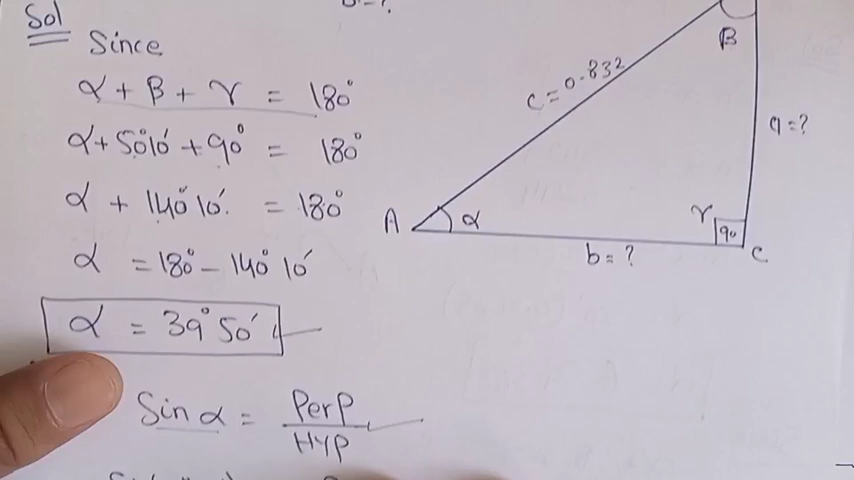 Sol
Since
α + β + γ = 180°
α + 50°10′ + 90° = 180°
α + 140°10′. = 180°
α = 180° - 140° 10′
α = 39° 50′
Sin α = PerP / HYP
B
c = 0.832
a = ?
A
α
γ
90
b = ?
C